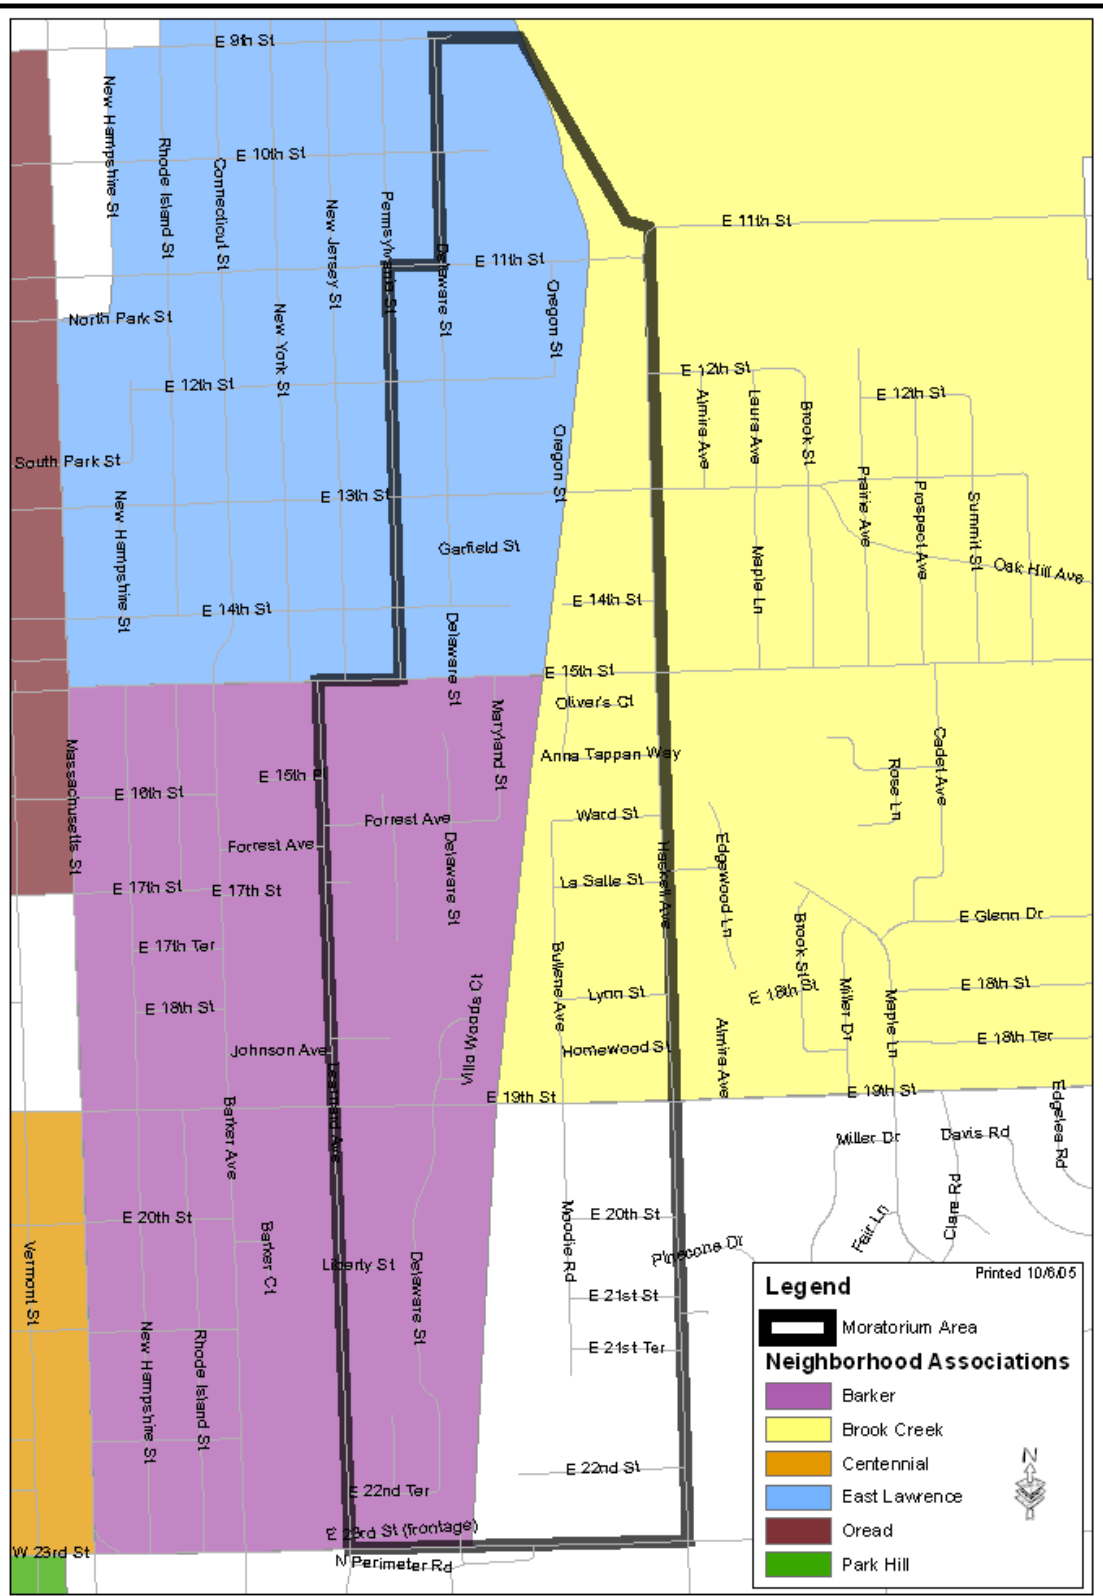 E 9th St
New Hampshire St
Rhode Island St
Connecticut St
E 10th St
New Jersey St
Pennsylvania St
Delaware St
E 11th St
E 11th St
Oregon St
North Park St
New York St
E 12th St
E 12th St
E 12th St
Almira Ave
Laura Ave
Brook St
Oregon St
South Park St
New Hampshire St
E 13th St
Prairie Ave
Prospect Ave
Summit St
Garfield St
Maple Ln
Oak Hill Ave
E 14th St
E 14th St
Delaware St
E 15th St
Oliver's Ct
Maryland St
Massachusetts St
Anna Tappan Way
Cadet Ave
Rose Ln
E 15th Pl
E 16th St
Forrest Ave
Ward St
Forrest Ave
Delaware St
Haskell Ave
Edgewood Ln
E 17th St
E 17th St
La Salle St
E Glenn Dr
E 17th Ter
Bullene Ave
Brook St
E 18th St
Lynn St
E 18th St
E 18th St
Miller Dr
Maple Ln
Villo Woods Ct
Johnson Ave
Homewood St
Almira Ave
E 18th Ter
Learnard Ave
E 19th St
E 19th St
Barker Ave
Edgelea Rd
Miller Dr
Davis Rd
E 20th St
Moodie Rd
E 20th St
Clare Rd
Fair Ln
Barker Ct
Pinecone Dr
Vermont St
Liberty St
Delaware St
E 21st St
New Hampshire St
Rhode Island St
E 21st Ter
E 22nd St
E 22nd Ter
E 23rd St (frontage)
W 23rd St
N Perimeter Rd
Printed 10/6/05
Legend
Moratorium Area
Neighborhood Associations
Barker
Brook Creek
Centennial
East Lawrence
Oread
Park Hill
N